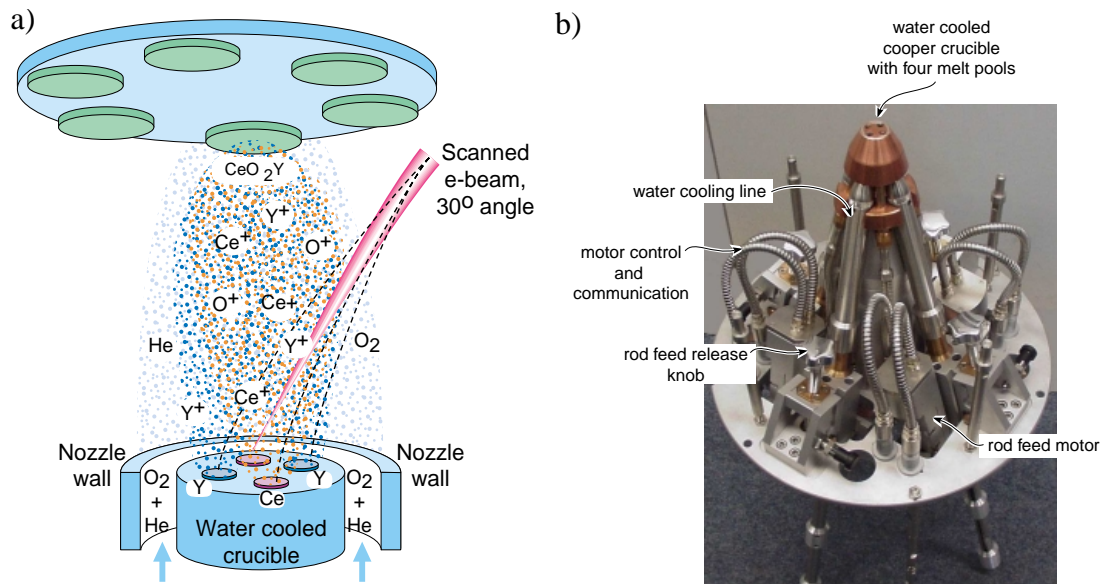 a)
CeO 2Y
Scanned
e-beam,
30O angle
Y+
Ce+
O+
O+
Ce+
He
Y+
O2
Ce+
Y+
Nozzle
wall
Nozzle
wall
O2
+
He
O2
+
He
Y
Y
Ce
Water cooled
crucible
b)
water cooled
cooper crucible
with four melt pools
water cooling line
motor control
and
communication
rod feed release
knob
rod feed motor